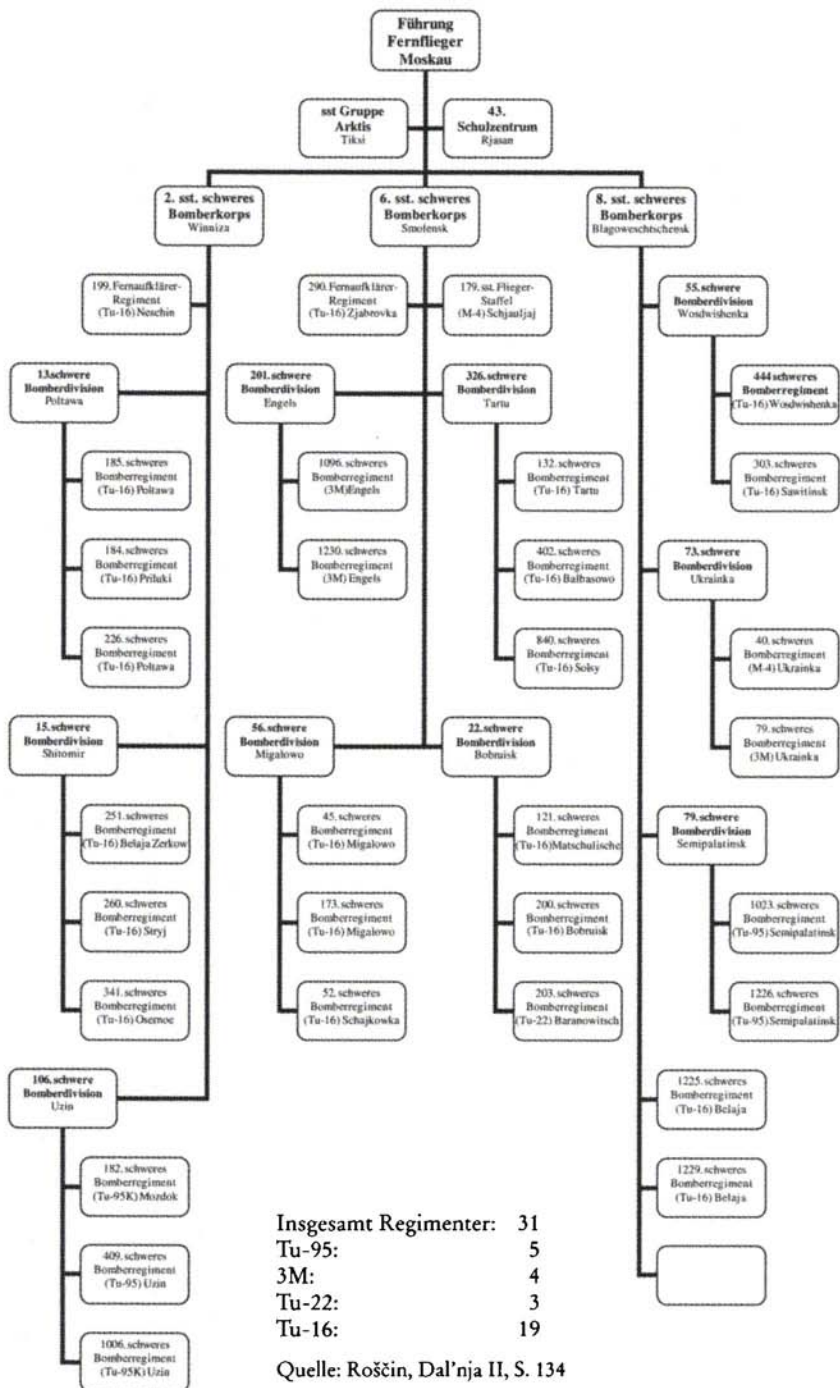 Führung
Fernflieger
Moskau
sst Gruppe
Arktis
Tiksi
43.
Schulzentrum
Rjasan
2. sst. schweres
Bomberkorps
Winniza
6. sst. schweres
Bomberkorps
Smolensk
8. sst. schweres
Bomberkorps
Blagoweschtschensk
199. Fernaufklärer-
Regiment
(Tu-16) Neschin
290. Fernaufklärer-
Regiment
(Tu-16) Zjabrovka
179. sst. Flieger-
Staffel
(M-4) Schjauljaj
55. schwere
Bomberdivision
Wosdwishenka
13.schwere
Bomberdivision
Poltawa
201. schwere
Bomberdivision
Engels
326. schwere
Bomberdivision
Tartu
444 schweres
Bomberregiment
(Tu-16) Wosdwishenka
185. schweres
Bomberregiment
(Tu-16) Poltawa
1096. schweres
Bomberregiment
(3M)Engels
132. schweres
Bomberregiment
(Tu-16) Tartu
303. schweres
Bomberregiment
(Tu-16) Sawitinsk
184. schweres
Bomberregiment
(Tu-16) Priluki
1230. schweres
Bomberregiment
(3M) Engels
402. schweres
Bomberregiment
(Tu-16) Balbasowo
73. schwere
Bomberdivision
Ukrainka
226. schweres
Bomberregiment
(Tu-16) Poltawa
840. schweres
Bomberregiment
(Tu-16) Solsy
40. schweres
Bomberregiment
(M-4) Ukrainka
15. schwere
Bomberdivision
Shitomir
56. schwere
Bomberdivision
Migalowo
22. schwere
Bomberdivision
Bobruisk
79. schweres
Bomberregiment
(3M) Ukrainka
251. schweres
Bomberregiment
(Tu-16) Belaja Zerkow
45. schweres
Bomberregiment
(Tu-16) Migalowo
121. schweres
Bomberregiment
(Tu-16)Matschulische
79. schwere
Bomberdivision
Semipalatinsk
260. schweres
Bomberregiment
(Tu-16) Stryj
173. schweres
Bomberregiment
(Tu-16) Migalowo
200. schweres
Bomberregiment
(Tu-16) Bobruisk
1023. schweres
Bomberregiment
(Tu-95) Semipalatinsk
341. schweres
Bomberregiment
(Tu-16) Osernoe
52. schweres
Bomberregiment
(Tu-16) Schajkowka
203. schweres
Bomberregiment
(Tu-22) Baranowitsch
1226. schweres
Bomberregiment
(Tu-95) Semipalatinsk
106. schwere
Bomberdivision
Uzin
1225. schweres
Bomberregiment
(Tu-16) Belaja
182. schweres
Bomberregiment
(Tu-95K) Mozdok
1229. schweres
Bomberregiment
(Tu-16) Belaja
409. schweres
Bomberregiment
(Tu-95) Uzin
1006. schweres
Bomberregiment
(Tu-95K) Uzin
Insgesamt Regimenter: 31
Tu-95: 5
3M: 4
Tu-22: 3
Tu-16: 19
Quelle: Roščin, Dal'nja II, S. 134